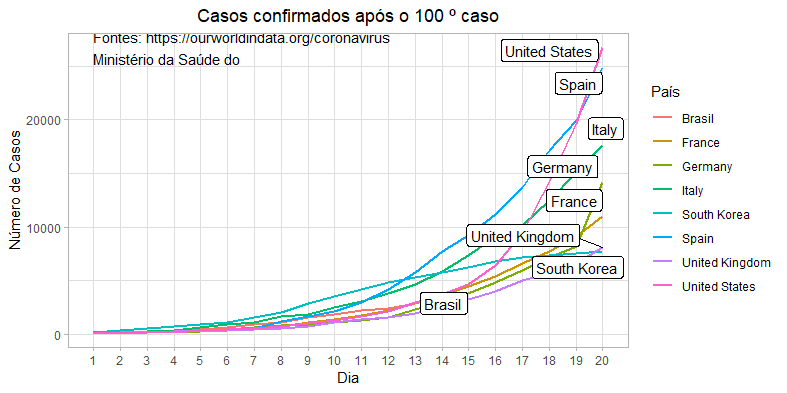 Casos confirmados após o 100 º caso
Fontes: https://ourworldindata.org/coronavirus
Ministério da Saúde do
Número de Casos
20000
10000
0
United States
Spain
Italy
Germany
France
United Kingdom
South Korea
Brasil
1 2 3 4 5 6 7 8 9 10 11 12 13 14 15 16 17 18 19 20
Dia
País
Brasil
France
Germany
Italy
South Korea
Spain
United Kingdom
United States